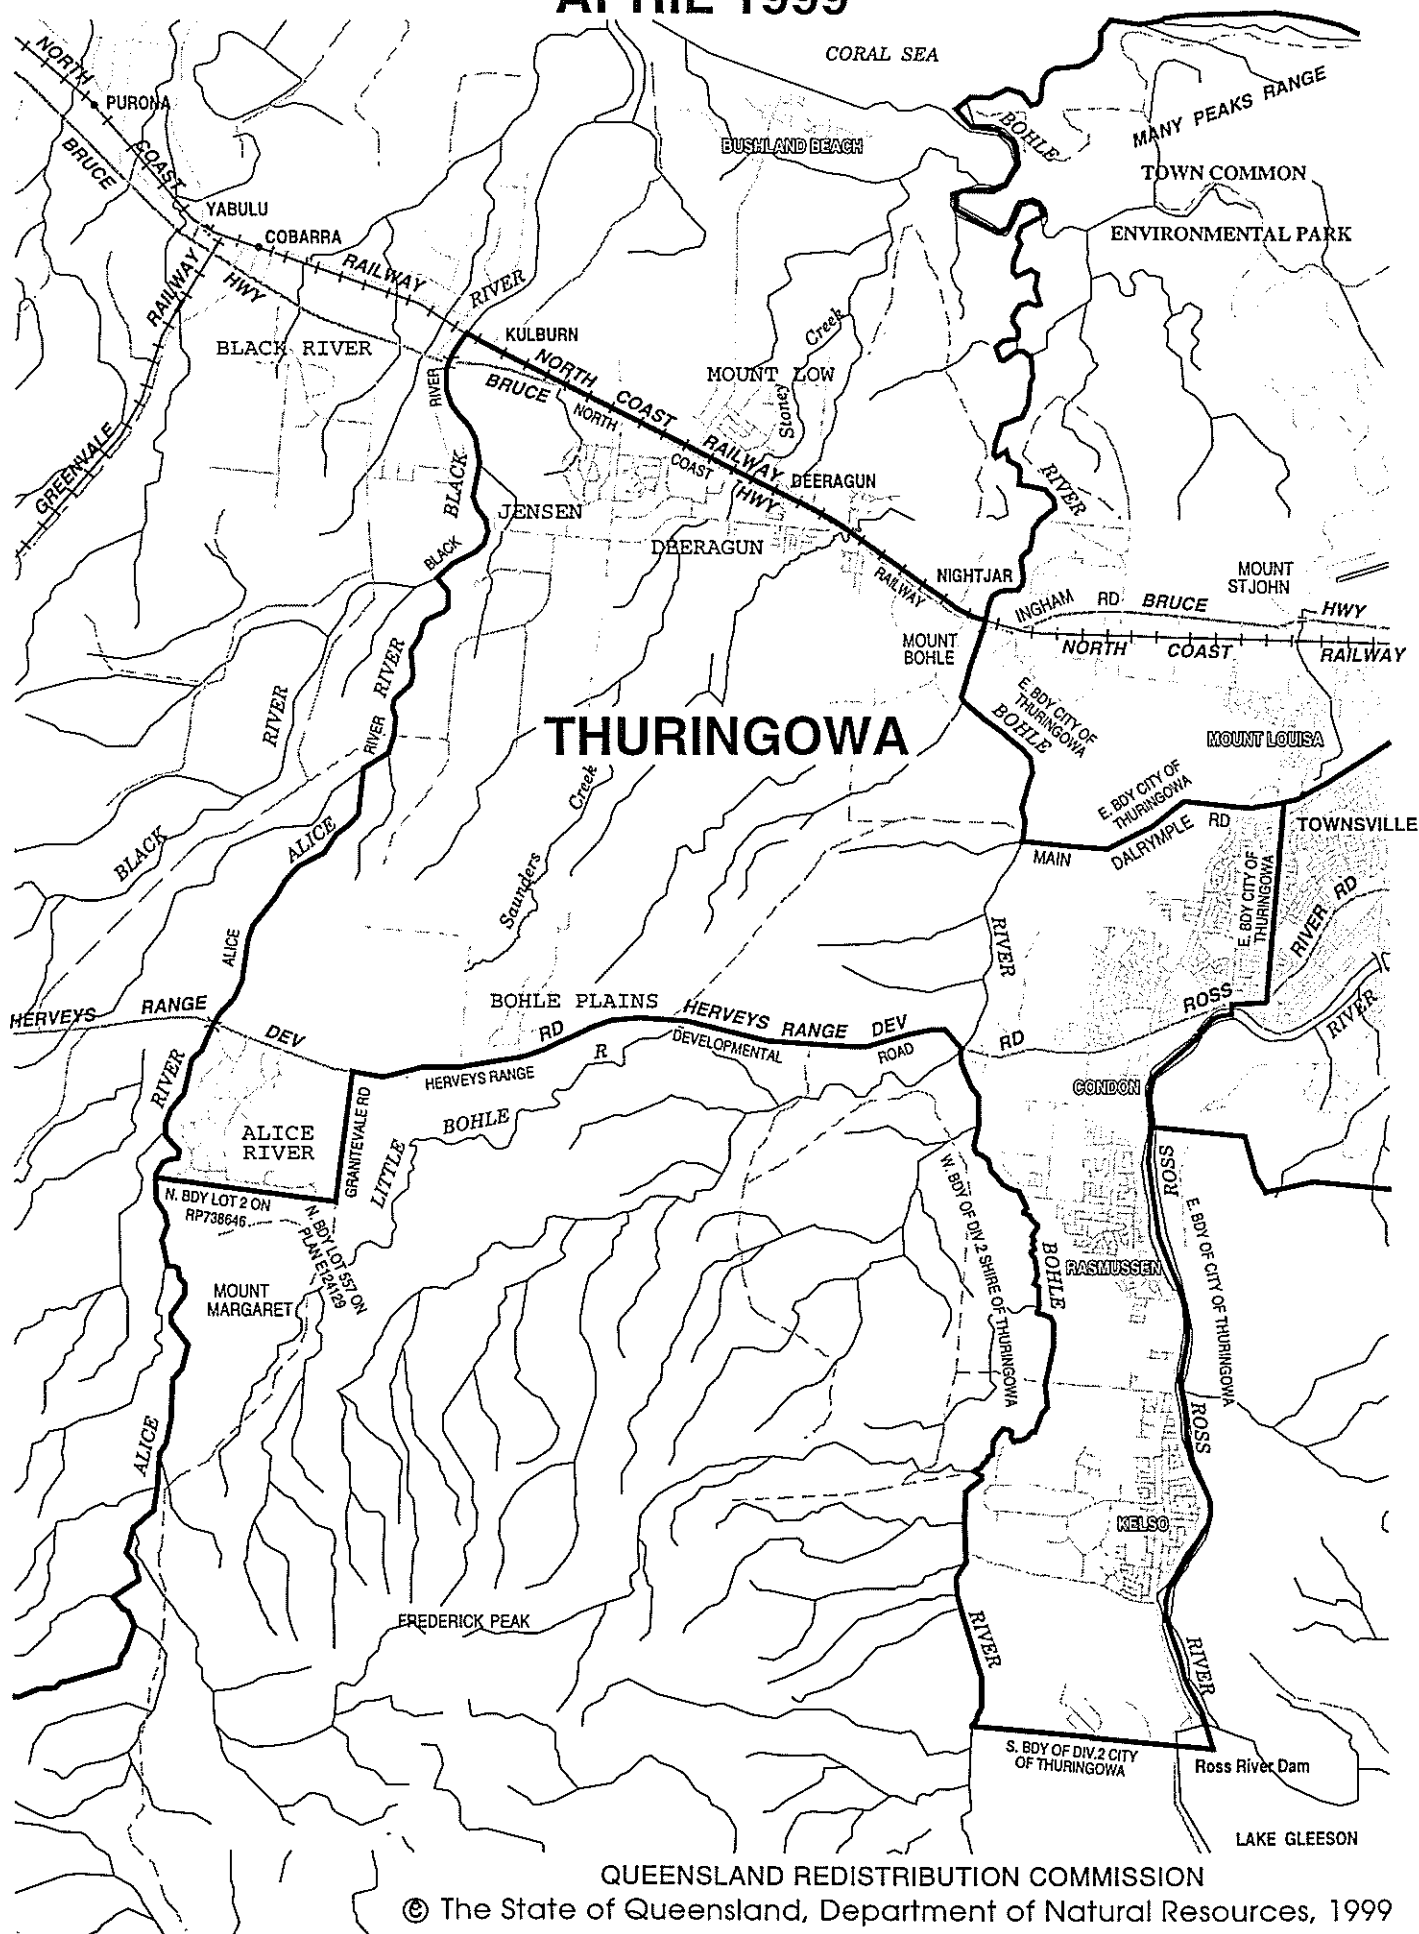 APRIL 1999
CORAL SEA
NORTH
PURONA
COAST
BRUCE
BUSHLAND BEACH
BOHLE
MANY PEAKS RANGE
TOWN COMMON
ENVIRONMENTAL PARK
YABULU
COBARRA
RAILWAY
RAILWAY
HWY
RIVER
KULBURN
BLACK RIVER
RIVER
NORTH
COAST
RAILWAY
BRUCE
NORTH
COAST
HWY
MOUNT LOW
Stoney
Creek
DEERAGUN
GREENVALE
BLACK
JENSEN
DEERAGUN
BLACK
RIVER
RAILWAY
NIGHTJAR
MOUNT
ST JOHN
INGHAM RD BRUCE HWY
NORTH COAST RAILWAY
MOUNT
BOHLE
RIVER
RIVER
RIVER
THURINGOWA
BOHLE
E. BDY CITY OF
THURINGOWA
MOUNT LOUISA
Creek
Saunders
E. BDY CITY OF
THURINGOWA
MAIN
DALRYMPLE
RD
TOWNSVILLE
BLACK
ALICE
ALICE
E. BDY CITY OF
THURINGOWA
RIVER RD
RIVER
HERVEYS RANGE
DEV
RD
BOHLE PLAINS
HERVEYS RANGE DEV
RD
ROSS
RIVER
HERVEYS RANGE
DEVELOPMENTAL
ROAD
R
RIVER
ALICE
RIVER
GRANITEVALE RD
LITTLE
BOHLE
CONDON
N. BDY LOT 2 ON
RP738646
N. BDY LOT 557 ON
PLAN E124129
MOUNT
MARGARET
W. BDY OF DIV.2 SHIRE OF THURINGOWA
BOHLE
RASMUSSEN
ROSS
E. BDY OF CITY OF THURINGOWA
ALICE
ROSS
KELSO
FREDERICK PEAK
RIVER
RIVER
S. BDY OF DIV.2 CITY
OF THURINGOWA
Ross River Dam
LAKE GLEESON
QUEENSLAND REDISTRIBUTION COMMISSION
© The State of Queensland, Department of Natural Resources, 1999